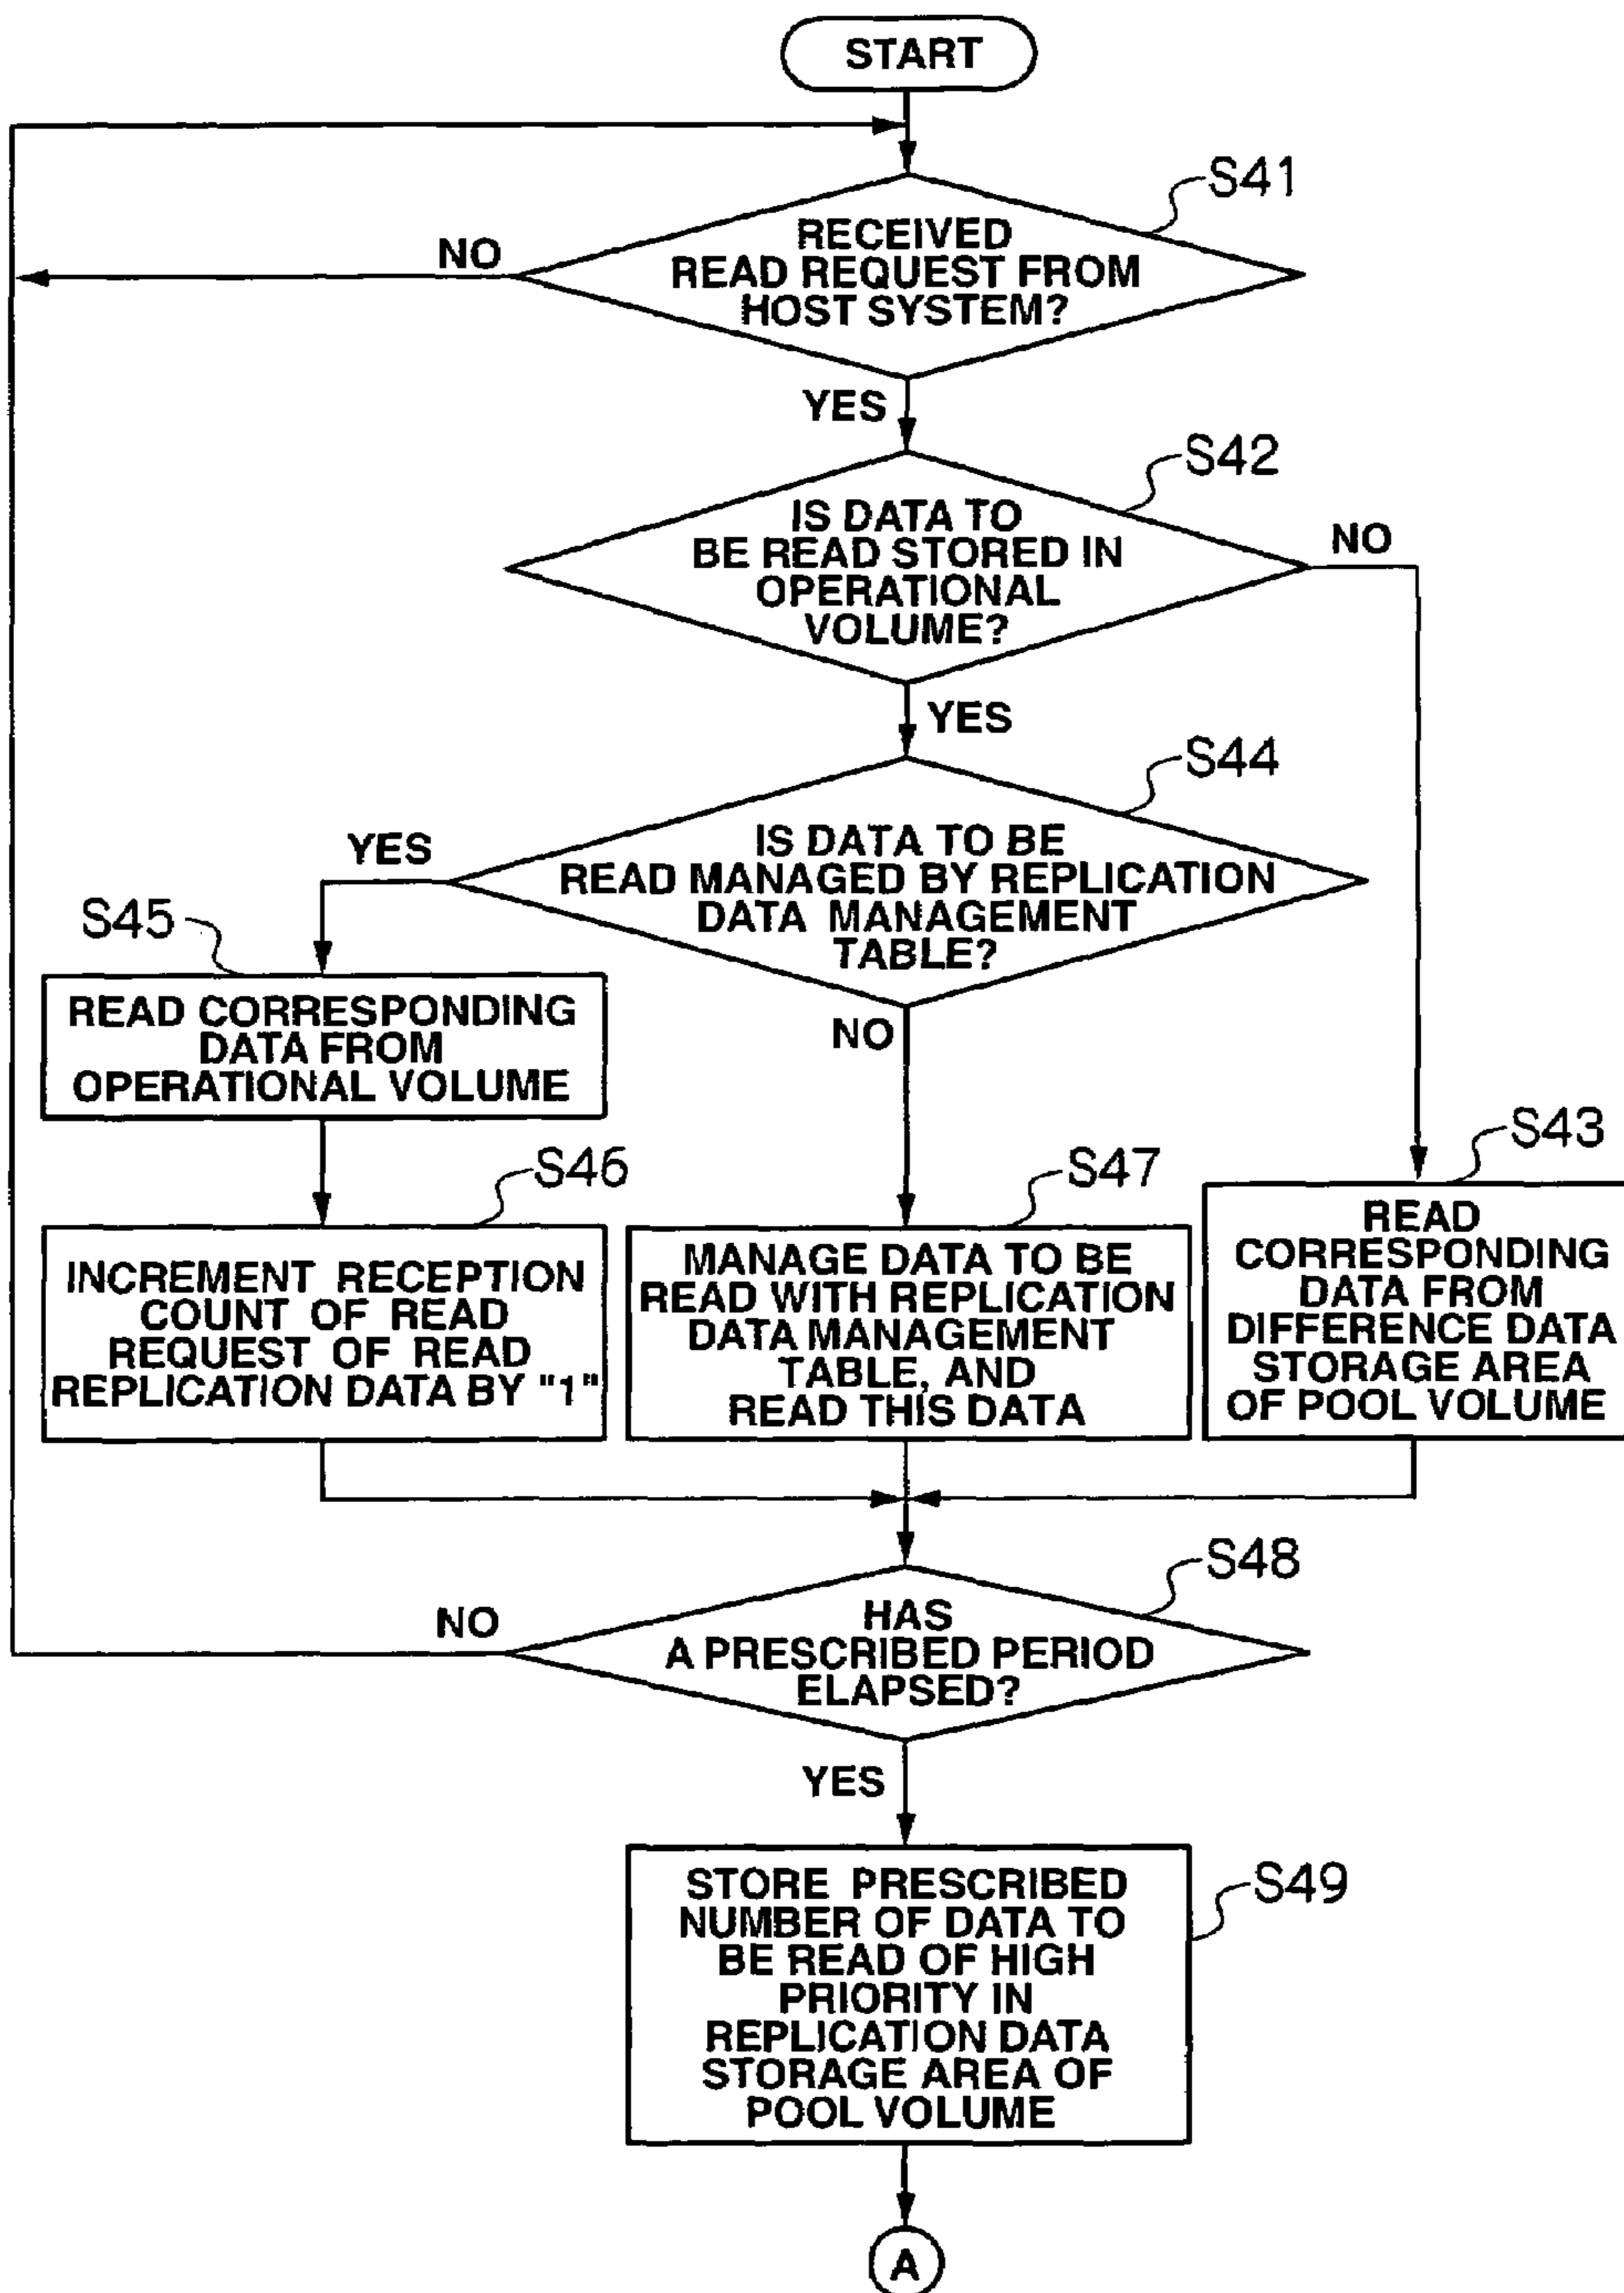 START
S41
RECEIVED
READ REQUEST FROM
HOST SYSTEM?
NO
YES
S42
IS DATA TO
BE READ STORED IN
OPERATIONAL
VOLUME?
NO
YES
S44
IS DATA TO BE
READ MANAGED BY REPLICATION
DATA MANAGEMENT
TABLE?
YES
NO
S45
READ CORRESPONDING
DATA FROM
OPERATIONAL VOLUME
S46
INCREMENT RECEPTION
COUNT OF READ
REQUEST OF READ
REPLICATION DATA BY "1"
S47
MANAGE DATA TO BE
READ WITH REPLICATION
DATA MANAGEMENT
TABLE, AND
READ THIS DATA
S43
READ
CORRESPONDING
DATA FROM
DIFFERENCE DATA
STORAGE AREA
OF POOL VOLUME
S48
HAS
A PRESCRIBED PERIOD
ELAPSED?
NO
YES
S49
STORE PRESCRIBED
NUMBER OF DATA TO
BE READ OF HIGH
PRIORITY IN
REPLICATION DATA
STORAGE AREA OF
POOL VOLUME
A